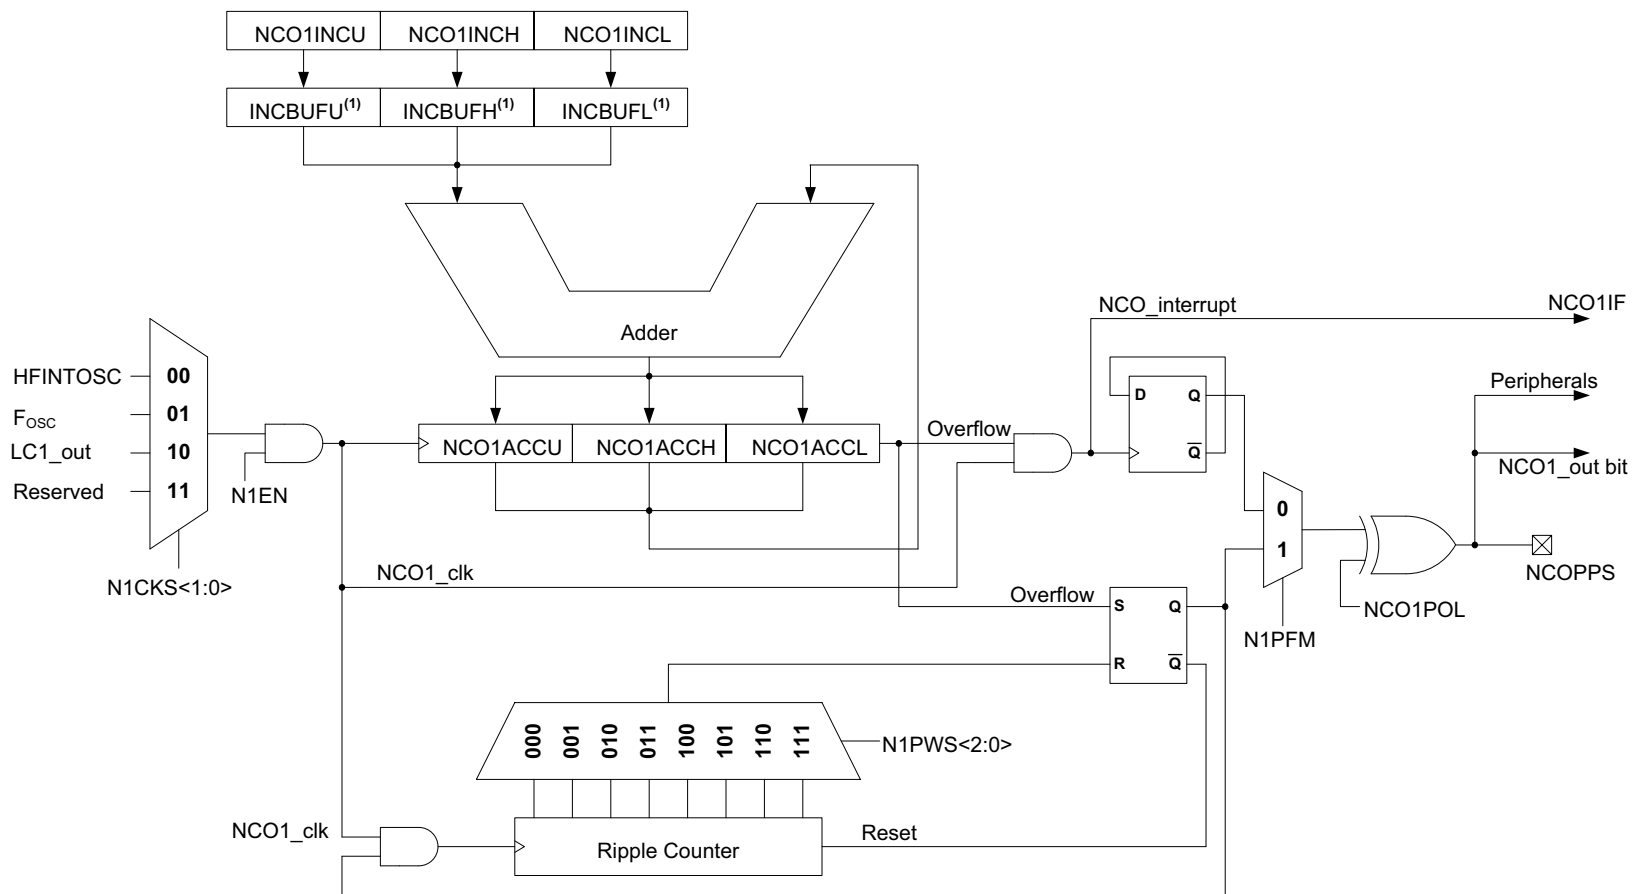 NCO1INCU NCO1INCH NCO1INCL
INCBUFU(1) INCBUFH(1) INCBUFL(1)
Adder
NCO_interrupt
NCO1IF
HFINTOSC 00
FOSC 01
LC1_out 10
Reserved 11
N1CKS<1:0>
N1EN
NCO1ACCU NCO1ACCH NCO1ACCL
Overflow
D Q
Q
Peripherals
NCO1_out bit
0
1
NCOPPS
NCO1POL
N1PFM
NCO1_clk
Overflow
S Q
R Q
000 001 010 011 100 101 110 111
N1PWS<2:0>
NCO1_clk
Ripple Counter
Reset